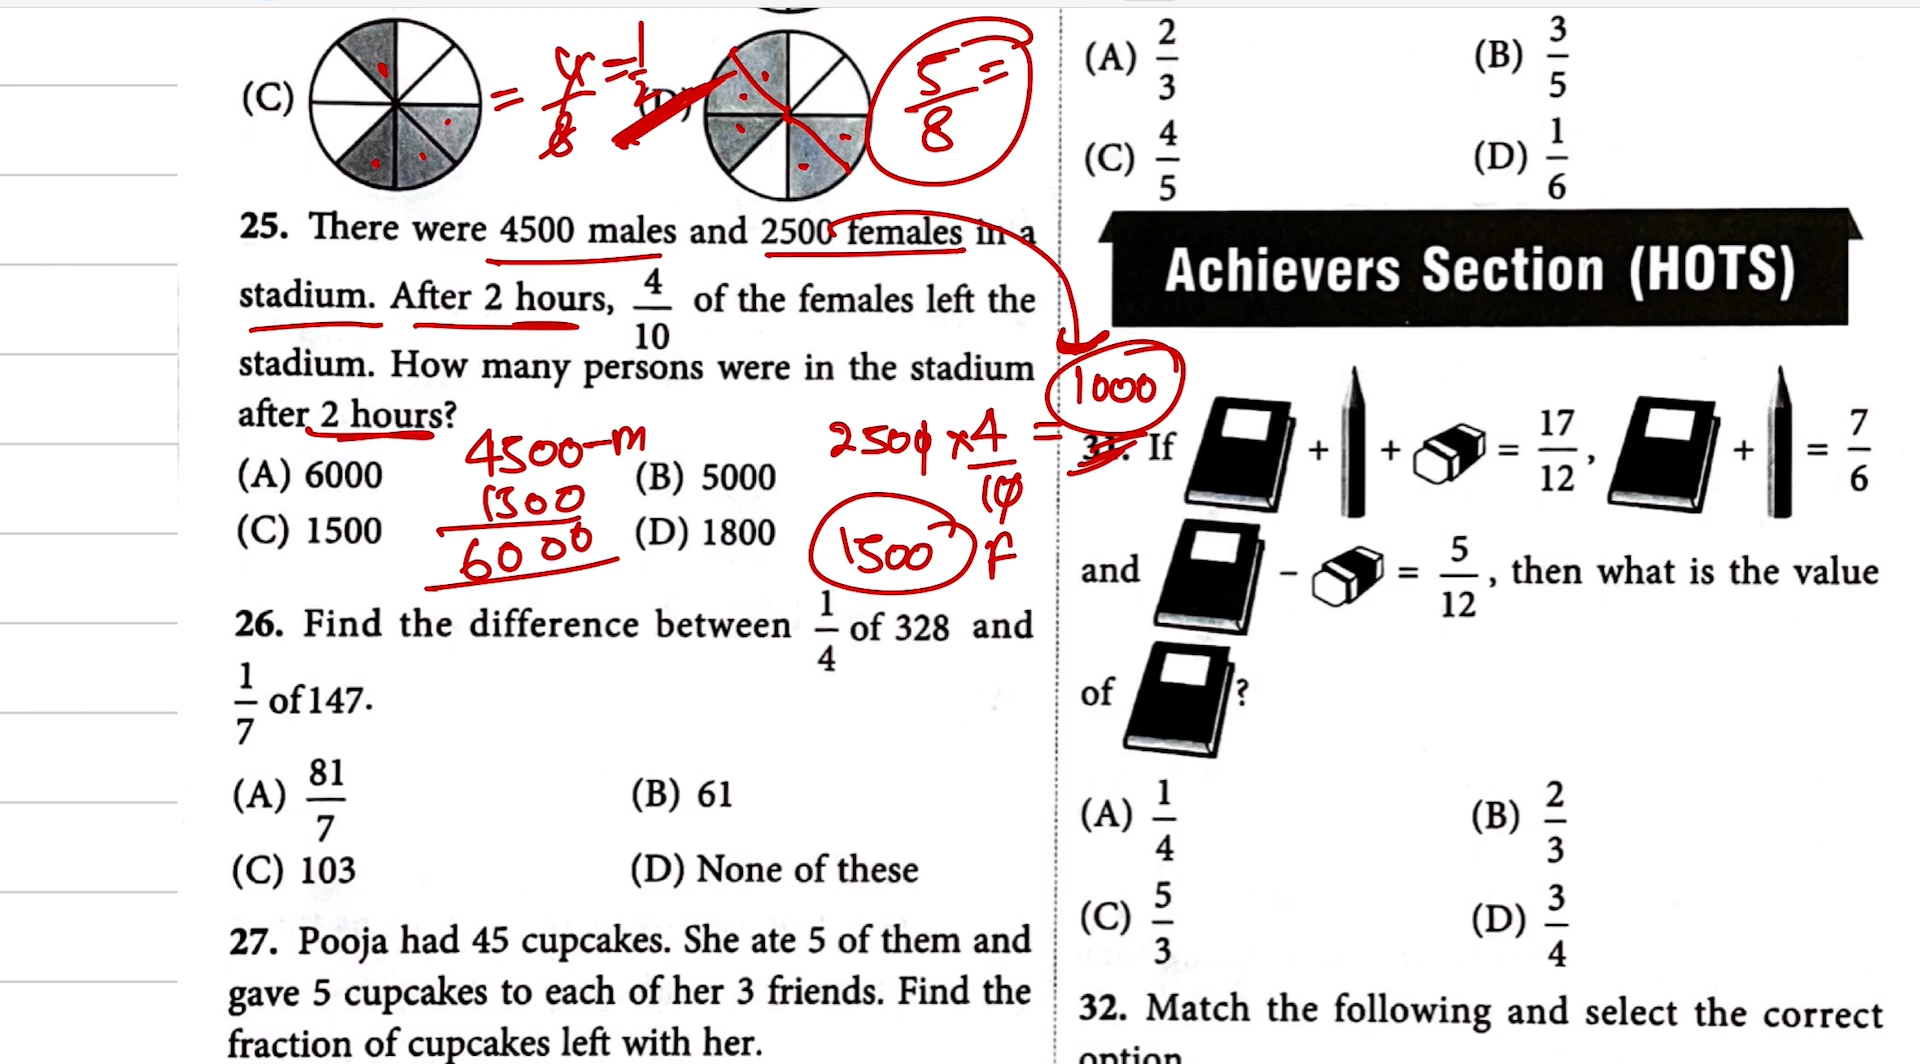 (C)
= 4/8 = 1/2
(D)
5/8 =
25. There were 4500 males and 2500 females in a
stadium. After 2 hours, 4/10 of the females left the
stadium. How many persons were in the stadium
after 2 hours?
(A) 6000 (B) 5000
(C) 1500 (D) 1800
4500-m
1500
6000
2500 × 4/10 = 1000
1500 F
26. Find the difference between 1/4 of 328 and
1/7 of 147.
(A) 81/7 (B) 61
(C) 103 (D) None of these
27. Pooja had 45 cupcakes. She ate 5 of them and
gave 5 cupcakes to each of her 3 friends. Find the
fraction of cupcakes left with her.
(A) 2/3 (B) 3/5
(C) 4/5 (D) 1/6
Achievers Section (HOTS)
31. If + + = 17/12, + = 7/6
and - = 5/12, then what is the value
of ?
(A) 1/4 (B) 2/3
(C) 5/3 (D) 3/4
32. Match the following and select the correct
option